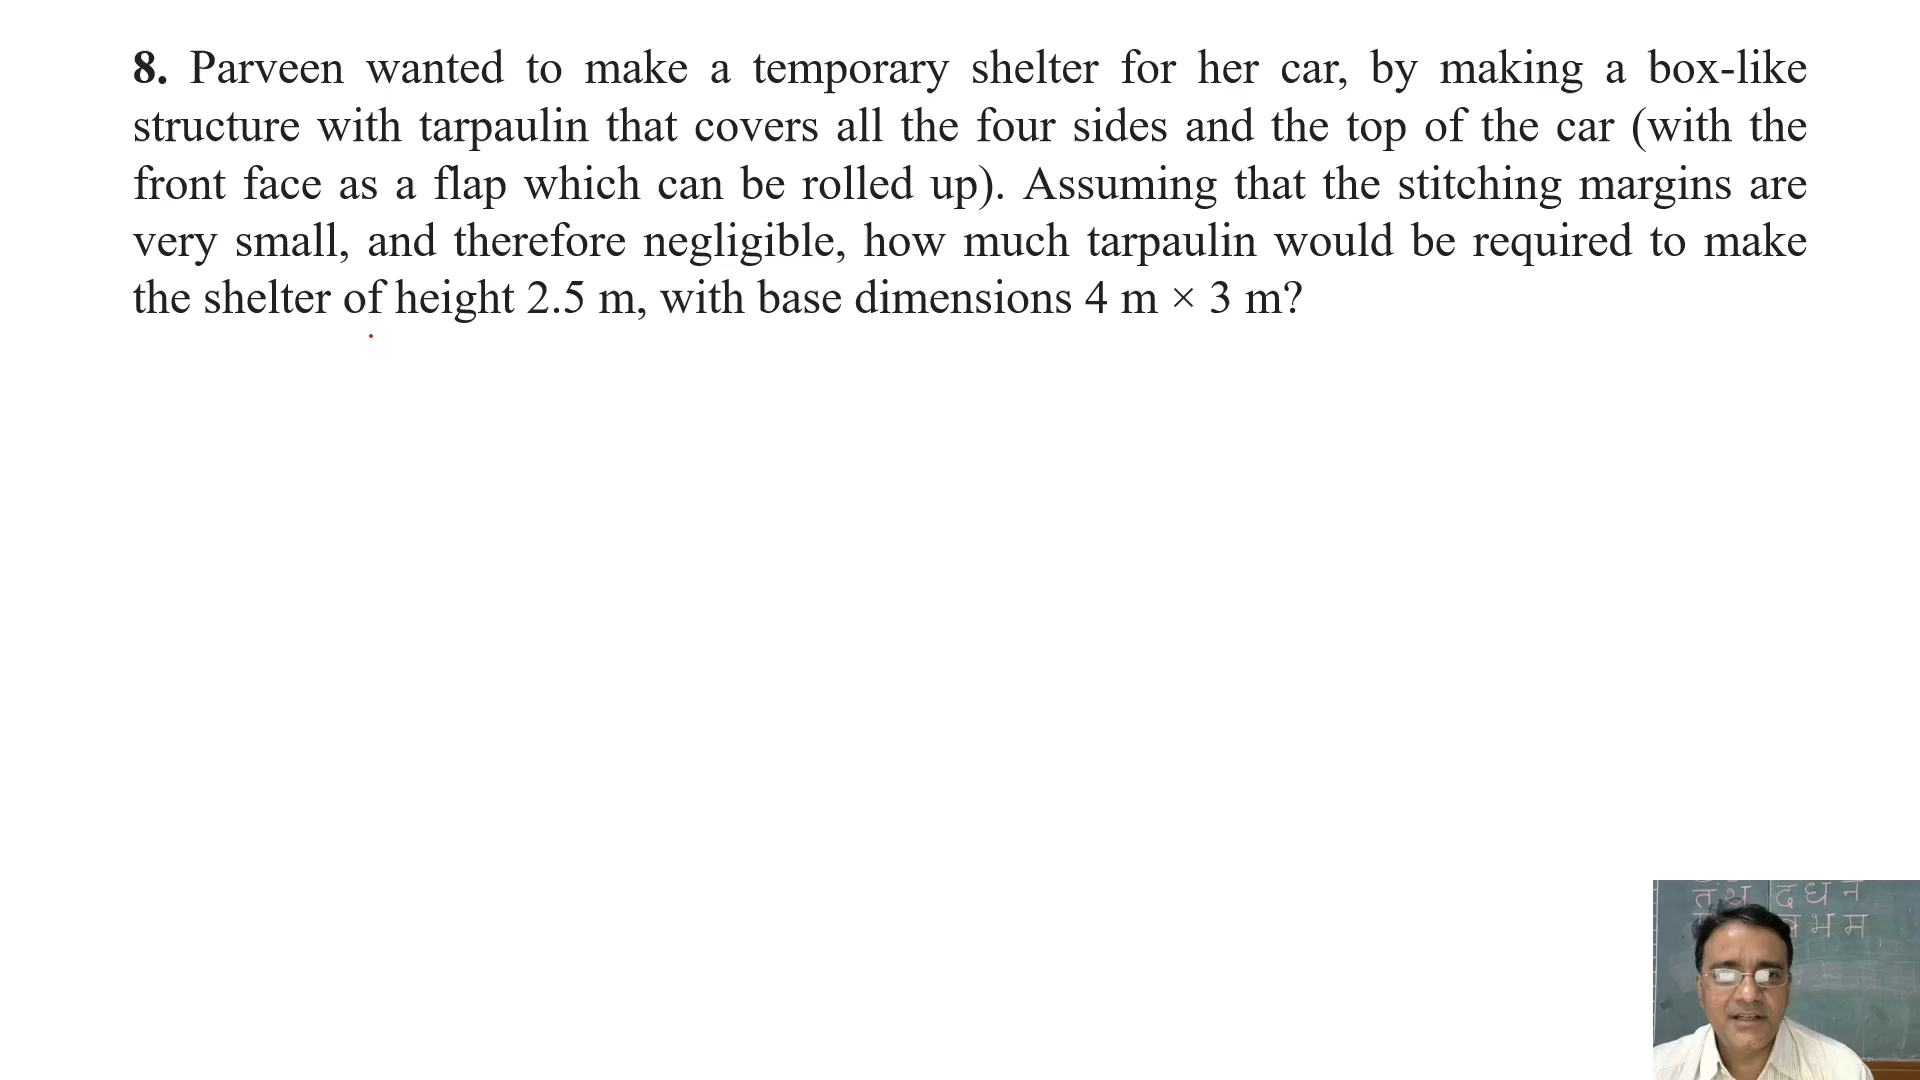 8. Parveen wanted to make a temporary shelter for her car, by making a box-like
structure with tarpaulin that covers all the four sides and the top of the car (with the
front face as a flap which can be rolled up). Assuming that the stitching margins are
very small, and therefore negligible, how much tarpaulin would be required to make
the shelter of height 2.5 m, with base dimensions 4 m × 3 m?
त थ द ध न
भ म